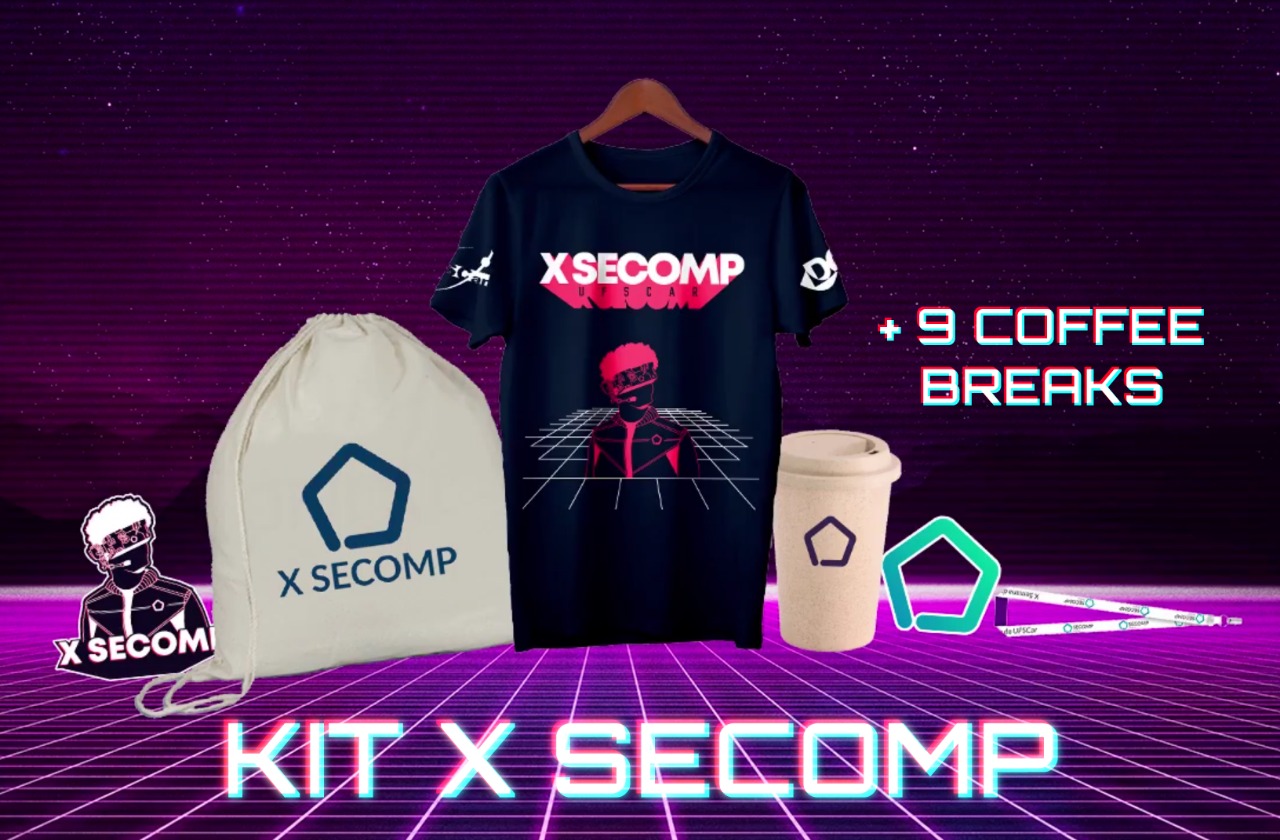 X SECOMP
UFSCAR
+ 9 COFFEE
BREAKS
X SECOMP
X SECOMP
KIT X SECOMP